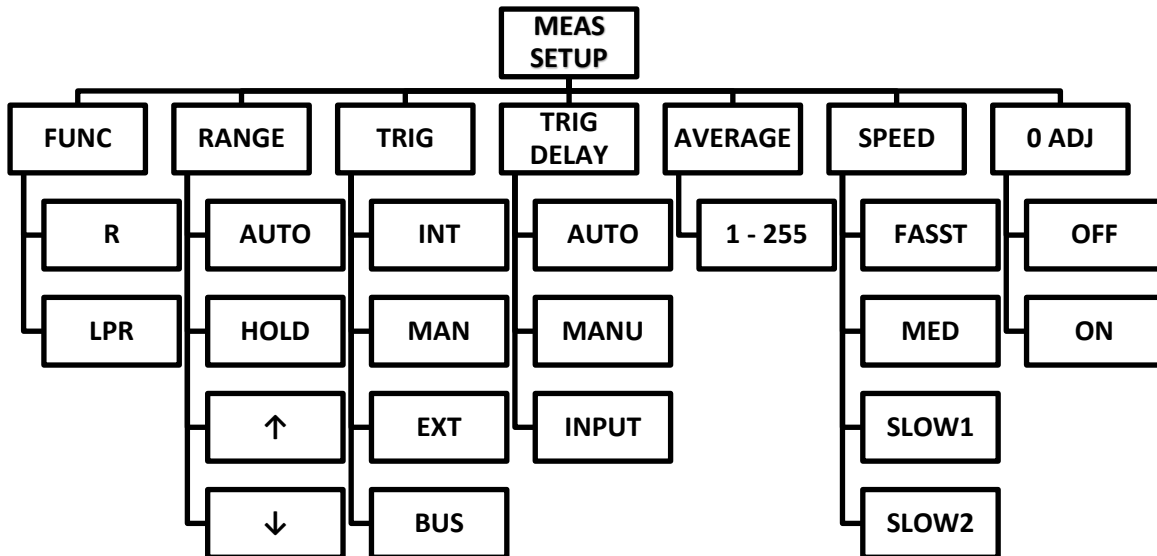 MEAS
SETUP
FUNC
RANGE
TRIG
TRIG
DELAY
AVERAGE
SPEED
0 ADJ
R
AUTO
INT
AUTO
1 - 255
FASST
OFF
LPR
HOLD
MAN
MANU
MED
ON
↑
EXT
INPUT
SLOW1
↓
BUS
SLOW2